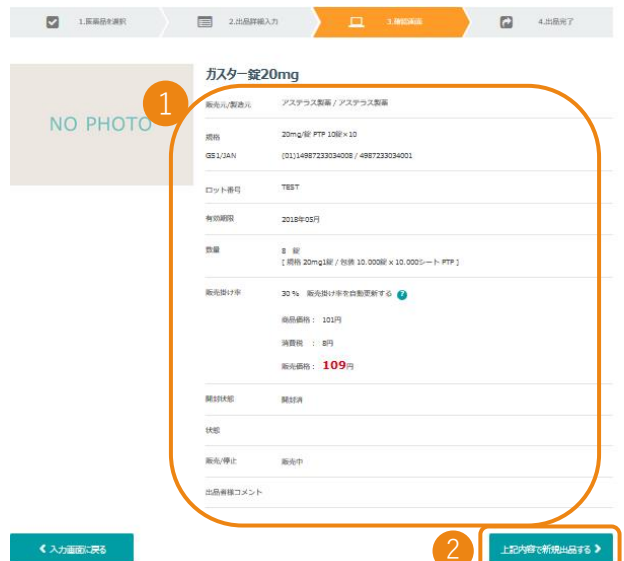 1.医薬品を選択
2.出品詳細入力
3.確認画面
4.出品完了
ガスター錠20mg
NO PHOTO
1
販売元/製造元 アステラス製薬 / アステラス製薬
規格 20mg/錠 PTP 10錠×10
GS1/JAN (01)14987233034008 / 4987233034001
ロット番号 TEST
有効期限 2018年05月
数量 8 錠
[ 規格 20mg1錠 / 包装 10.000錠 x 10.000シート PTP ]
販売掛け率 30 % 販売掛け率を自動更新する ?
商品価格 : 101円
消費税 : 8円
販売価格 : 109円
開封状態 開封済
状態
販売/停止 販売中
出品者様コメント
入力画面に戻る
2
上記内容で新規出品する